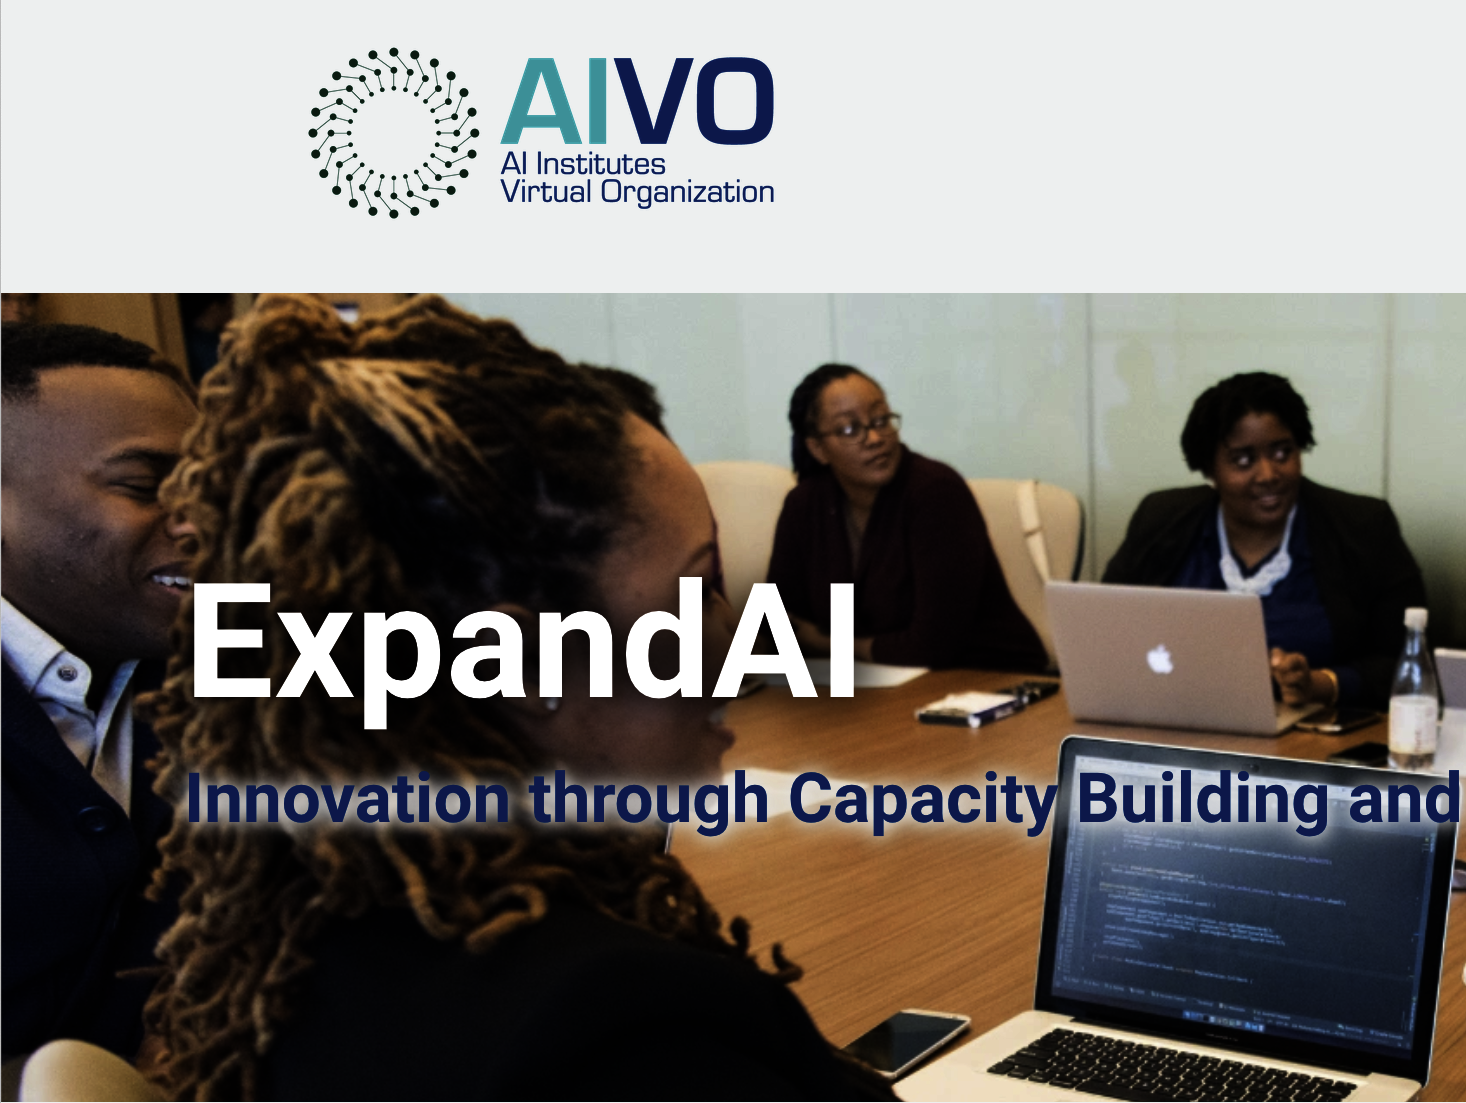 AIVO
AI Institutes
Virtual Organization
ExpandAI
Innovation through Capacity Building and